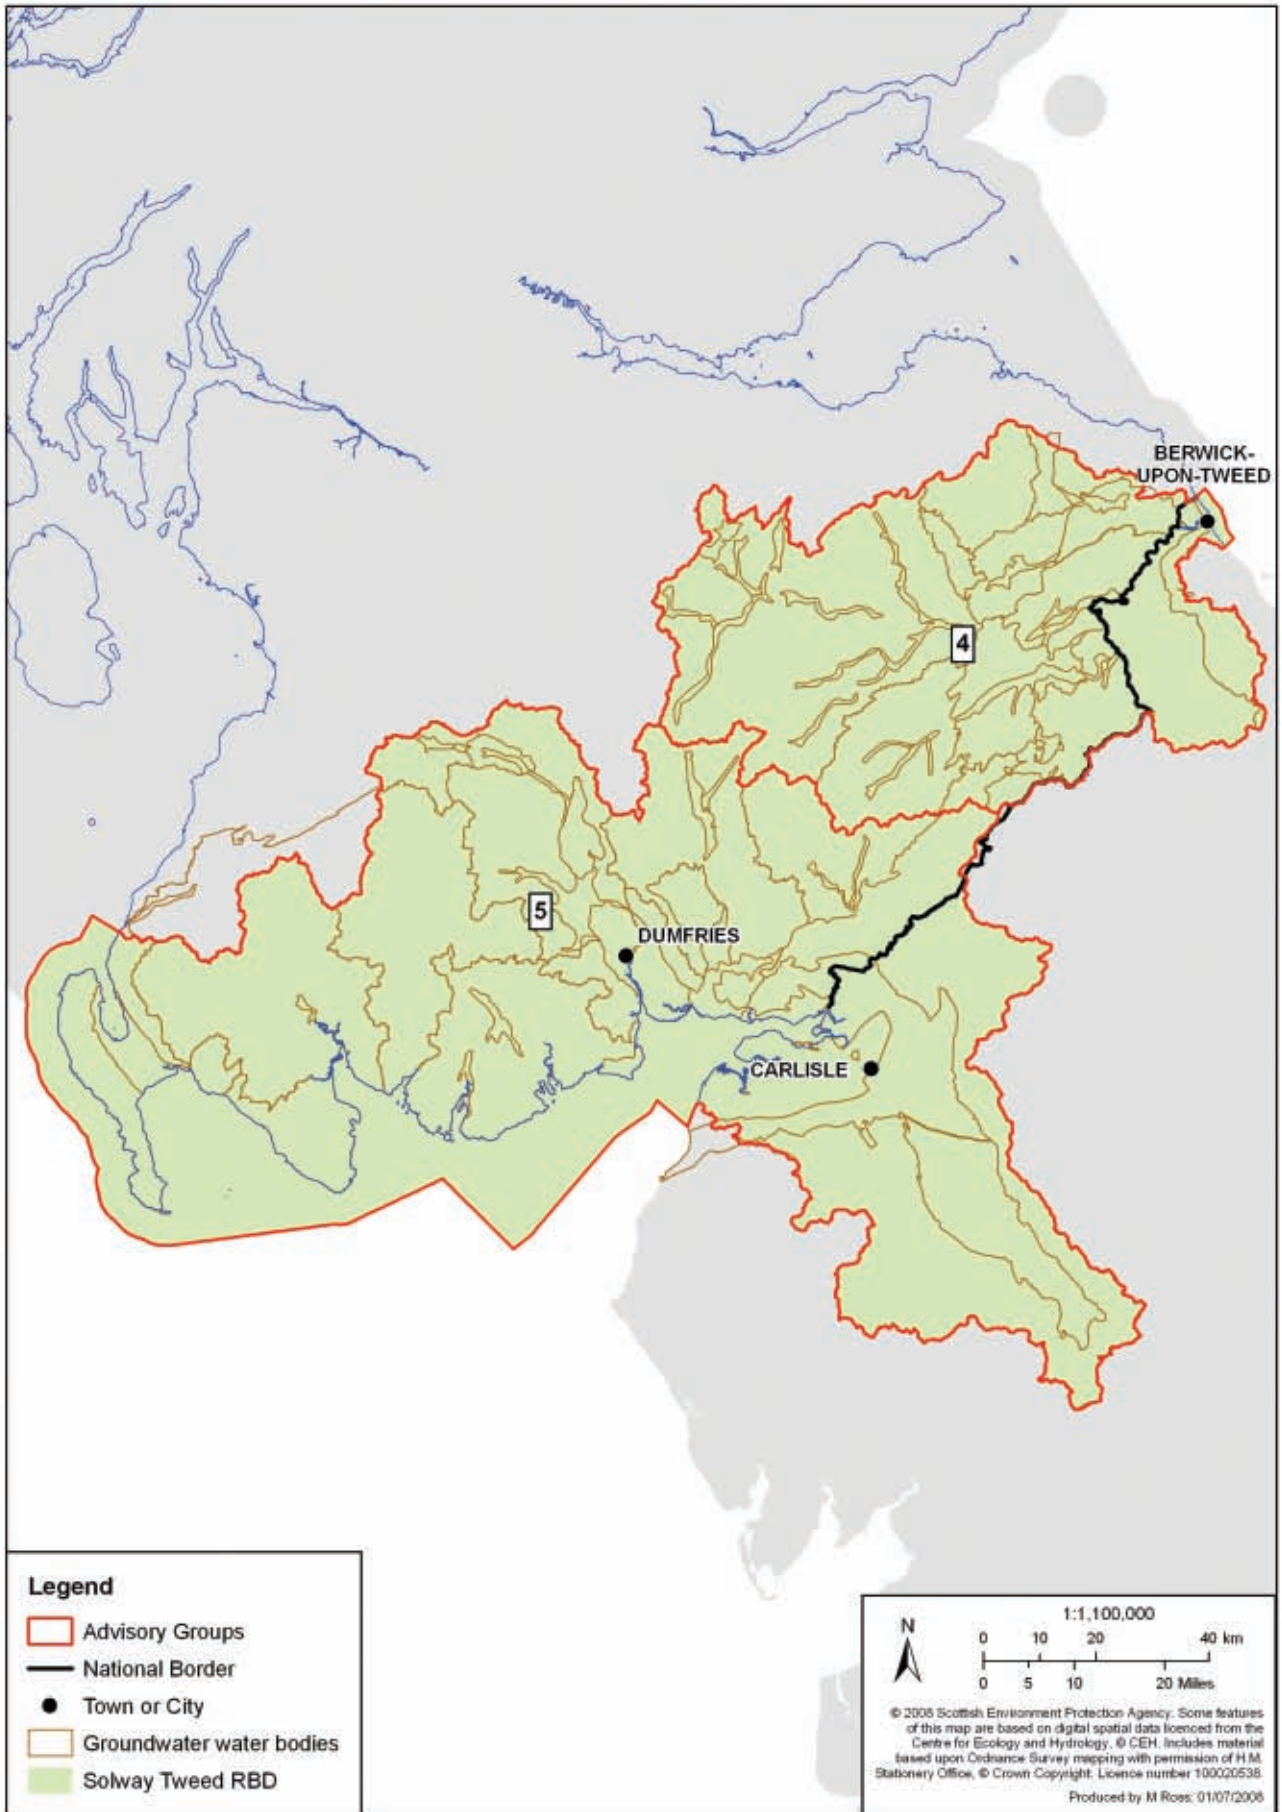 BERWICK-
UPON-TWEED
4
5
DUMFRIES
CARLISLE
Legend
Advisory Groups
National Border
Town or City
Groundwater water bodies
Solway Tweed RBD
N
1:1,100,000
0 10 20 40 km
0 5 10 20 Miles
© 2008 Scottish Environment Protection Agency. Some features
of this map are based on digital spatial data licenced from the
Centre for Ecology and Hydrology, © CEH. Includes material
based upon Ordnance Survey mapping with permission of H.M.
Stationery Office, © Crown Copyright. Licence number 100020538.
Produced by M Ross: 01/07/2008